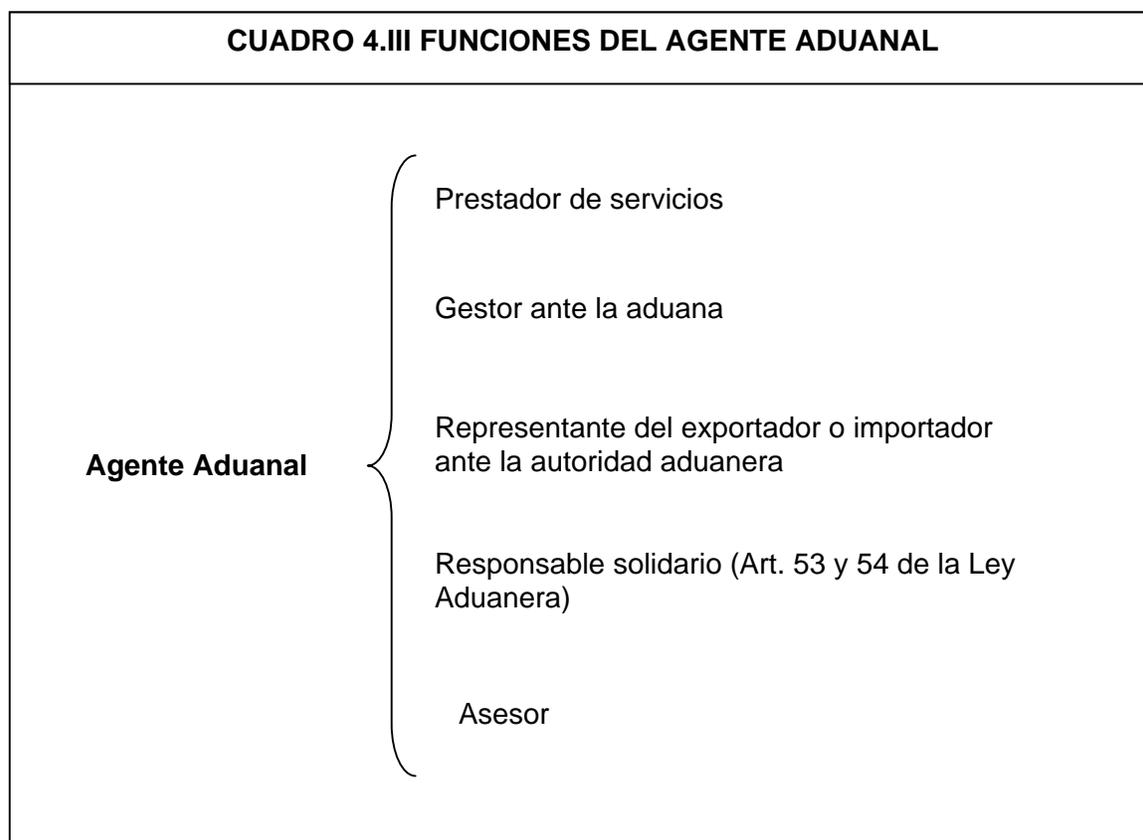 CUADRO 4.III FUNCIONES DEL AGENTE ADUANAL
Prestador de servicios
Gestor ante la aduana
Representante del exportador o importador
ante la autoridad aduanera
Agente Aduanal
Responsable solidario (Art. 53 y 54 de la Ley
Aduanera)
Asesor